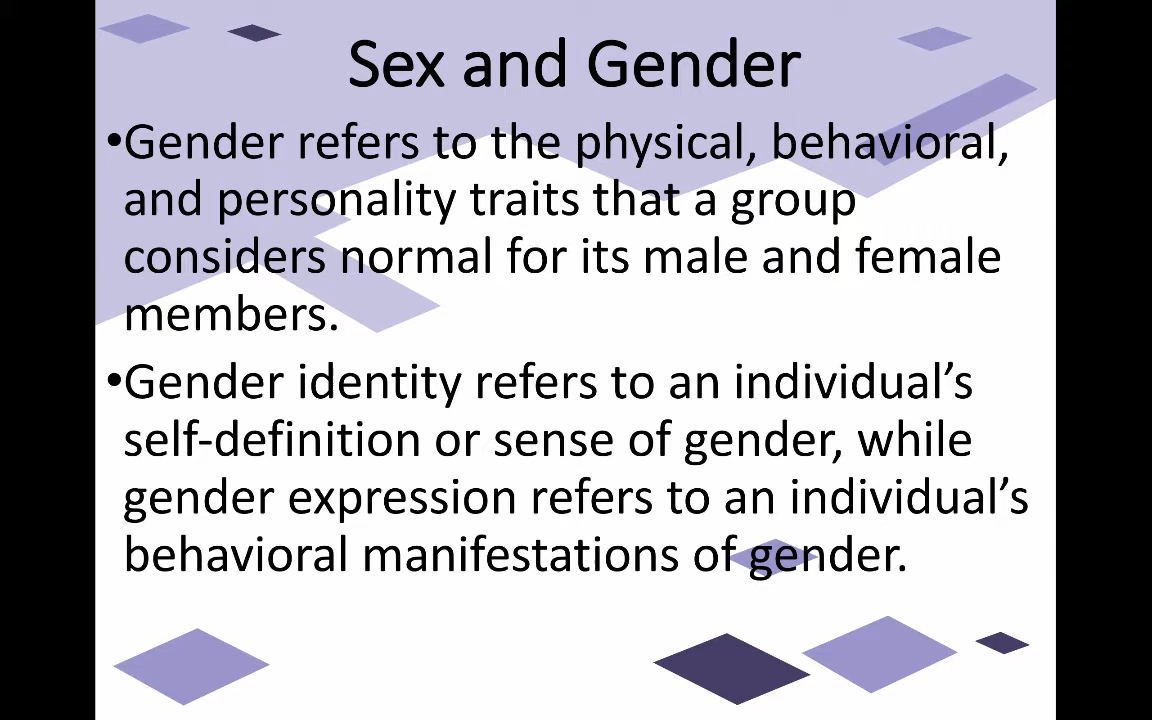 Sex and Gender
•Gender refers to the physical, behavioral,
and personality traits that a group
considers normal for its male and female
members.
•Gender identity refers to an individual’s
self-definition or sense of gender, while
gender expression refers to an individual’s
behavioral manifestations of gender.